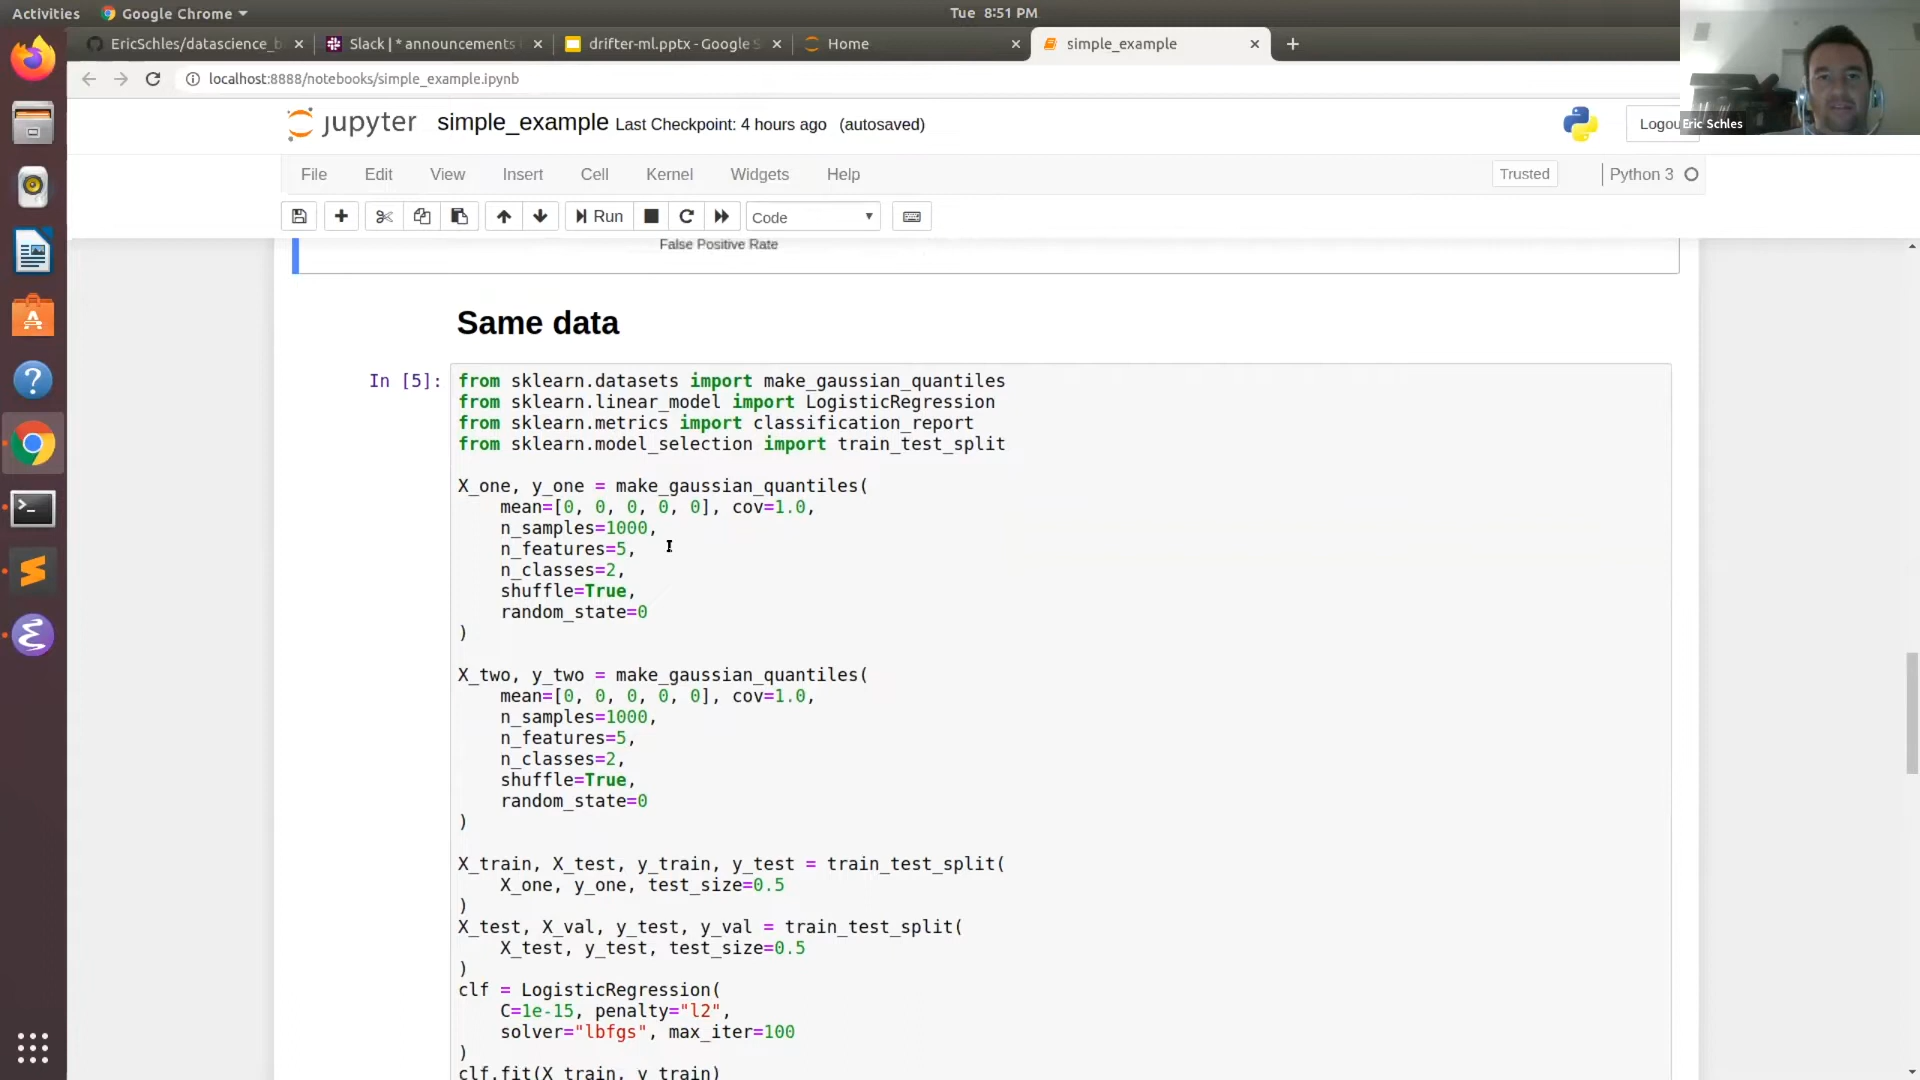 Activities
Google Chrome
Tue 8:51 PM
EricSchles/datascience_b
Slack | * announcements
drifter-ml.pptx - Google S
Home
simple_example
localhost:8888/notebooks/simple_example.ipynb
jupyter
simple_example Last Checkpoint: 4 hours ago (autosaved)
Logou
Eric Schles
File Edit View Insert Cell Kernel Widgets Help
Trusted
Python 3
Run
Code
False Positive Rate
Same data
In [5]:
from sklearn.datasets import make_gaussian_quantiles
from sklearn.linear_model import LogisticRegression
from sklearn.metrics import classification_report
from sklearn.model_selection import train_test_split
X_one, y_one = make_gaussian_quantiles(
mean=[0, 0, 0, 0, 0], cov=1.0,
n_samples=1000,
n_features=5,
n_classes=2,
shuffle=True,
random_state=0
)
X_two, y_two = make_gaussian_quantiles(
mean=[0, 0, 0, 0, 0], cov=1.0,
n_samples=1000,
n_features=5,
n_classes=2,
shuffle=True,
random_state=0
)
X_train, X_test, y_train, y_test = train_test_split(
X_one, y_one, test_size=0.5
)
X_test, X_val, y_test, y_val = train_test_split(
X_test, y_test, test_size=0.5
)
clf = LogisticRegression(
C=1e-15, penalty="l2",
solver="lbfgs", max_iter=100
)
clf.fit(X_train, y_train)